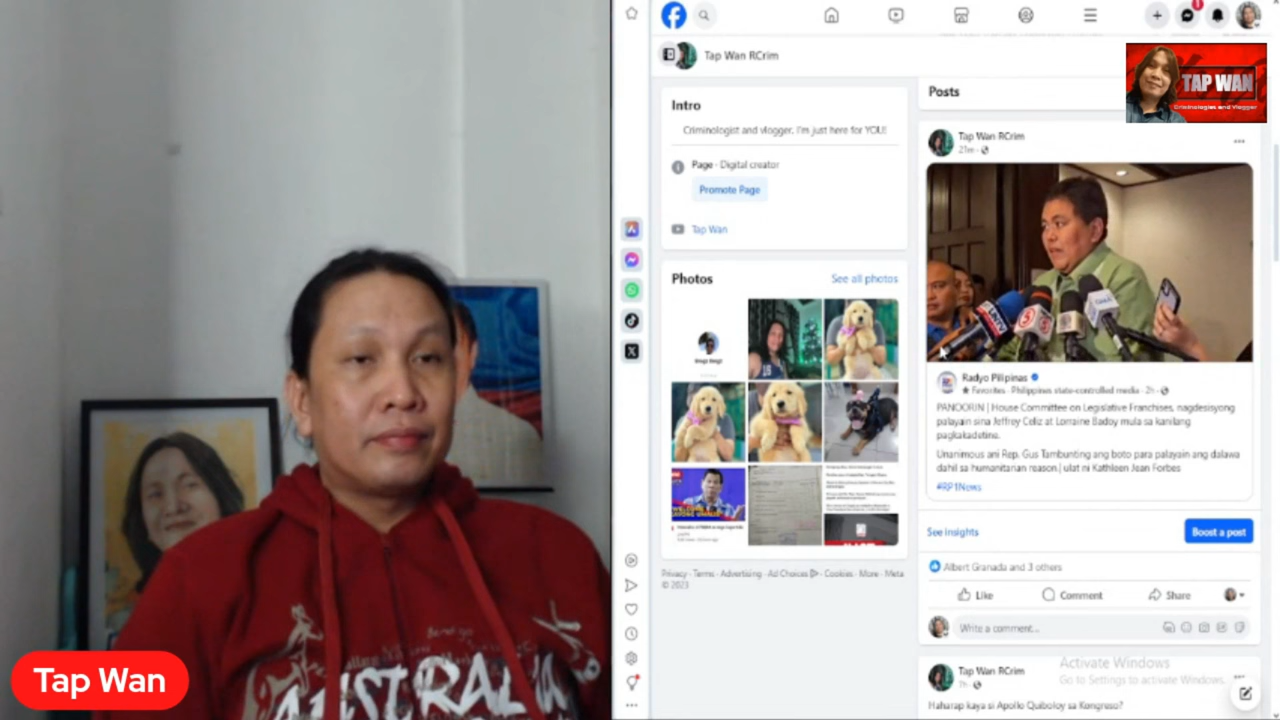 Tap Wan RCrim
TAP WAN
Criminologies and Vlogger
Intro
Criminologist and vlogger. I'm just here for YOU!
Page · Digital creator
Promote Page
Tap Wan
Photos
See all photos
Privacy · Terms · Advertising · Ad Choices · Cookies · More · Meta
© 2023
Posts
Tap Wan RCrim
21m
Radyo Pilipinas
Favorites · Philippines state-controlled media · 2h
PANOORIN | House Committee on Legislative Franchises, nagdesisyong
palayain sina Jeffrey Celiz at Lorraine Badoy mula sa kanilang
pagkakadetine.
Unanimous ani Rep. Gus Tambunting ang boto para palayain ang dalawa
dahil sa humanitarian reason.| ulat ni Kathleen Jean Forbes
#RP1News
See insights
Boost a post
Albert Granada and 3 others
Like
Comment
Share
Write a comment...
Tap Wan RCrim
7h
Activate Windows
Go to Settings to activate Windows.
Haharap kaya si Apollo Quiboloy sa Kongreso?
Tap Wan
AUSTRALIA